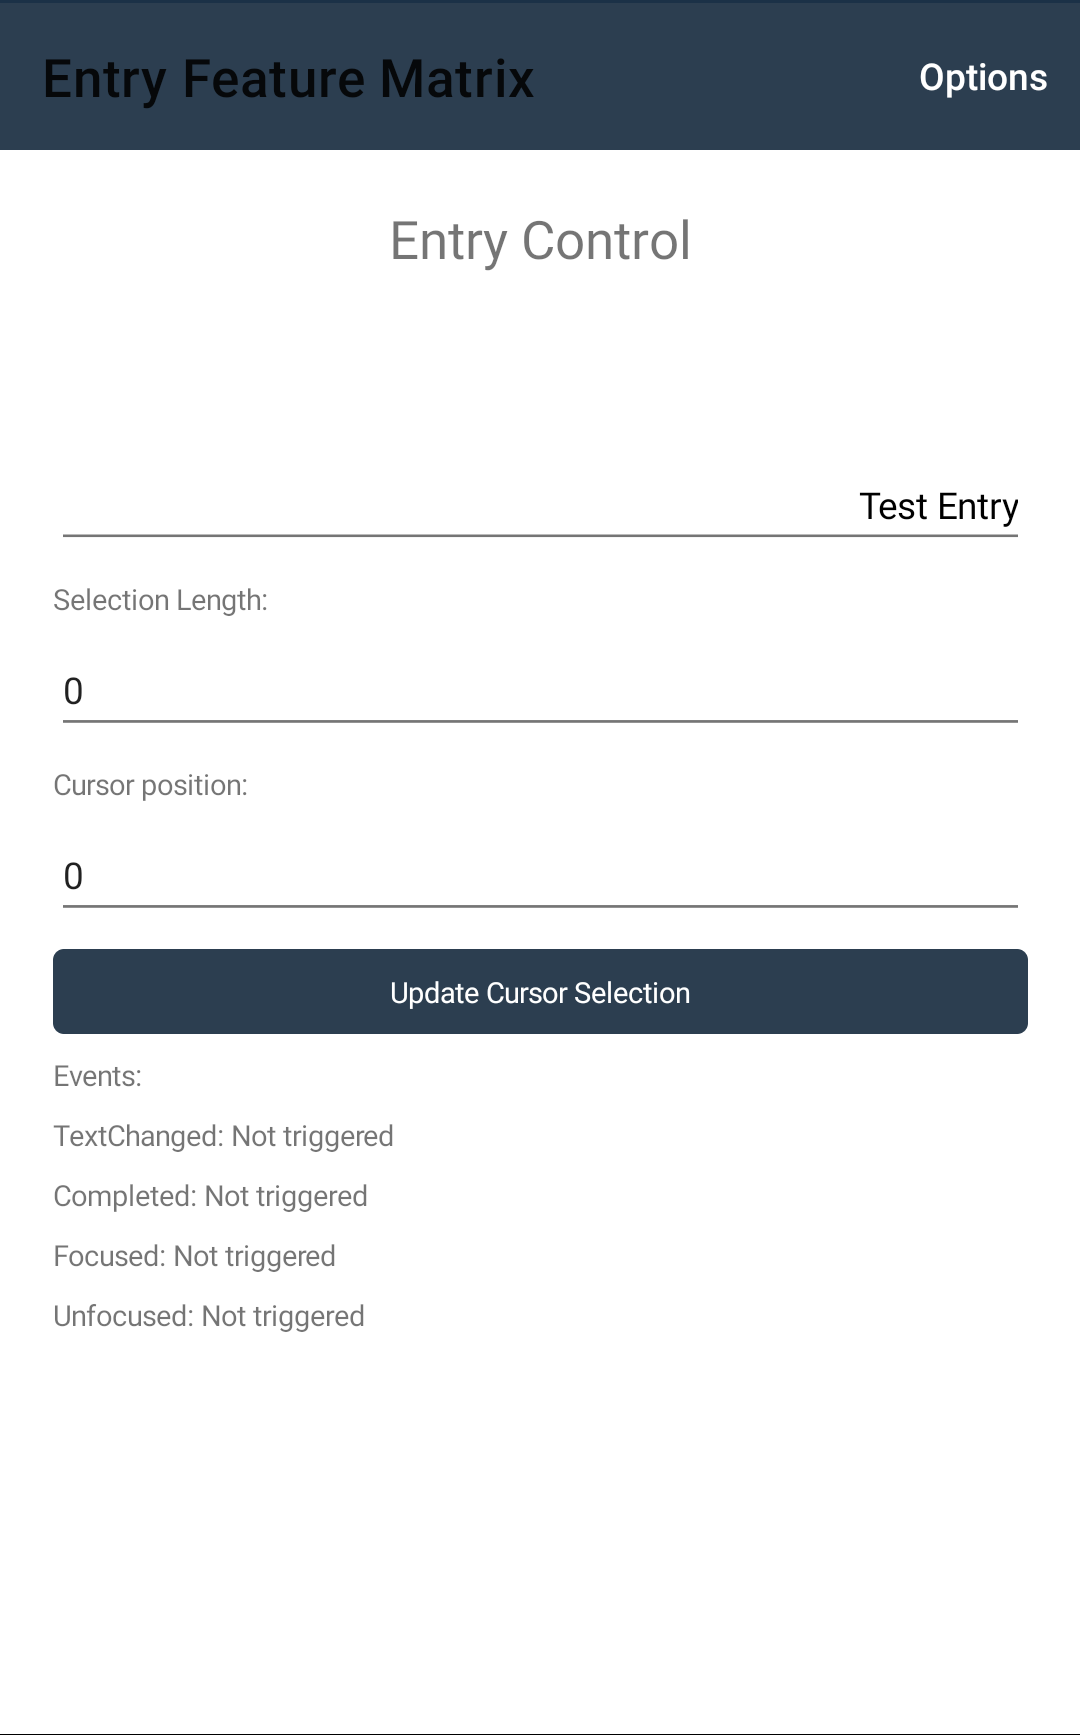 Entry Feature Matrix
Options
Entry Control
Test Entry
Selection Length:
0
Cursor position:
0
Update Cursor Selection
Events:
TextChanged: Not triggered
Completed: Not triggered
Focused: Not triggered
Unfocused: Not triggered